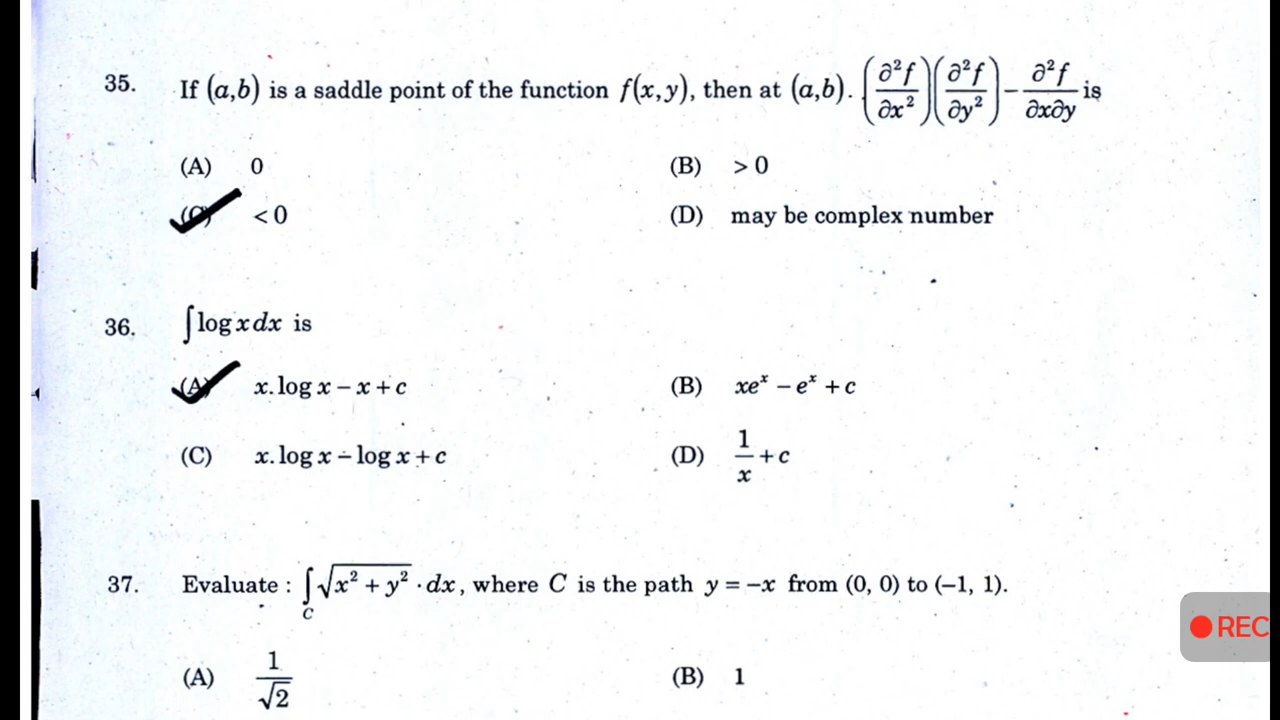 35. If (a,b) is a saddle point of the function f(x,y), then at (a,b). (∂²f/∂x²)(∂²f/∂y²) − ∂²f/∂x∂y is
(A) 0 (B) > 0
(C) < 0 (D) may be complex number
36. ∫log x dx is
(A) x.log x − x + c (B) xeˣ − eˣ + c
(C) x.log x − log x + c (D) 1/x + c
37. Evaluate : ∫C √(x² + y²) · dx, where C is the path y = −x from (0, 0) to (−1, 1).
(A) 1/√2 (B) 1
REC